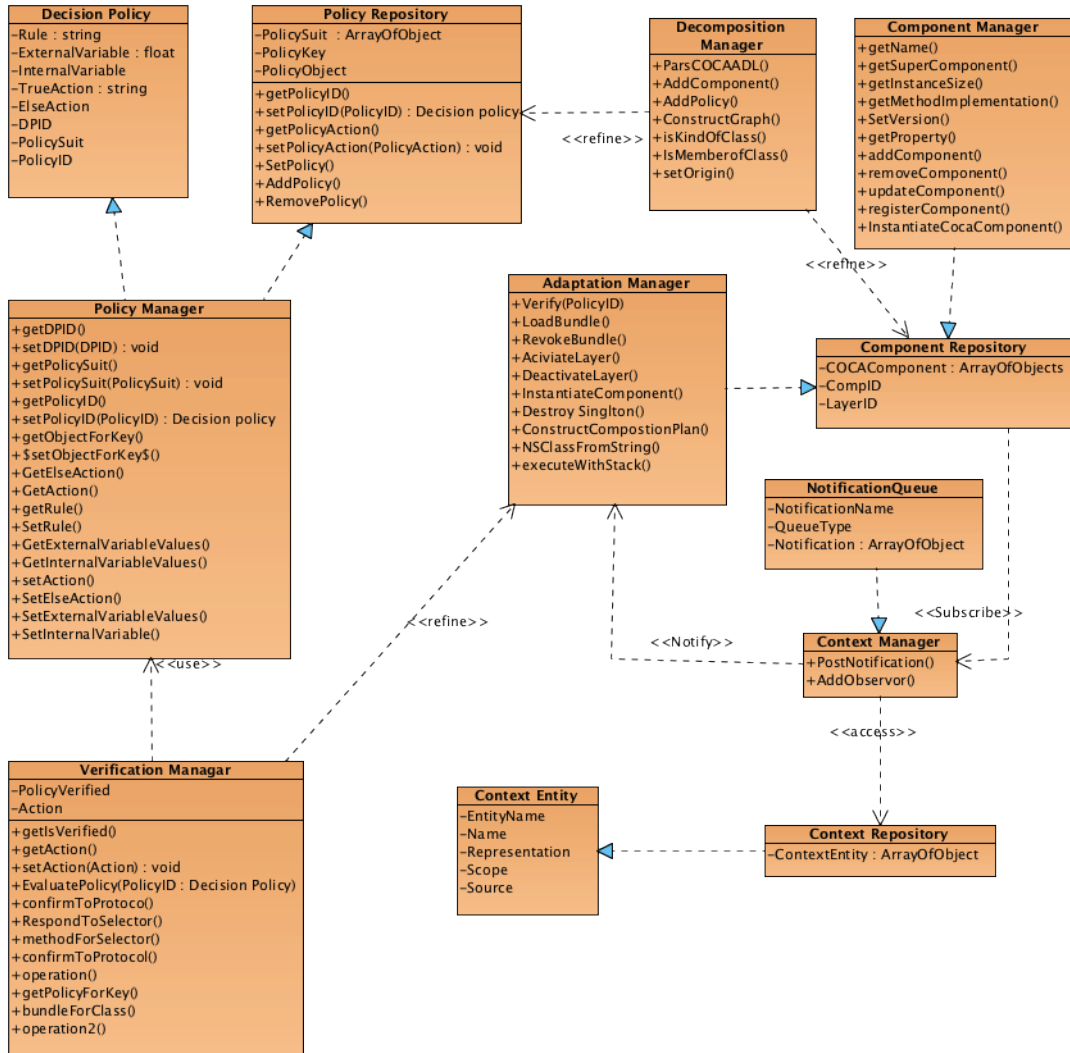 Decision Policy
-Rule : string
-ExternalVariable : float
-InternalVariable
-TrueAction : string
-ElseAction
-DPID
-PolicySuit
-PolicyID
Policy Repository
-PolicySuit : ArrayOfObject
-PolicyKey
-PolicyObject
+getPolicyID()
+setPolicyID(PolicyID) : Decision policy
+getPolicyAction()
+setPolicyAction(PolicyAction) : void
+SetPolicy()
+AddPolicy()
+RemovePolicy()
<<refine>>
Decomposition
Manager
+ParsCOCAADL()
+AddComponent()
+AddPolicy()
+ConstructGraph()
+isKindOfClass()
+IsMemberofClass()
+setOrigin()
Component Manager
+getName()
+getSuperComponent()
+getInstanceSize()
+getMethodImplementation()
+SetVersion()
+getProperty()
+addComponent()
+removeComponent()
+updateComponent()
+registerComponent()
+InstantiateCocaComponent()
<<refine>>
Policy Manager
+getDPID()
+setDPID(DPID) : void
+getPolicySuit()
+setPolicySuit(PolicySuit) : void
+getPolicyID()
+setPolicyID(PolicyID) : Decision policy
+getObjectForKey()
+$setObjectForKey$()
+GetElseAction()
+GetAction()
+getRule()
+SetRule()
+GetExternalVariableValues()
+GetInternalVariableValues()
+setAction()
+SetElseAction()
+SetExternalVariableValues()
+SetInternalVariable()
Adaptation Manager
+Verify(PolicyID)
+LoadBundle()
+RevokeBundle()
+AciviateLayer()
+DeactivateLayer()
+InstantiateComponent()
+Destroy Singlton()
+ConstructCompostionPlan()
+NSClassFromString()
+executeWithStack()
Component Repository
-COCAComponent : ArrayOfObjects
-CompID
-LayerID
NotificationQueue
-NotificationName
-QueueType
-Notification : ArrayOfObject
<<refine>>
<<Subscribe>>
<<Notify>>
Context Manager
+PostNotification()
+AddObservor()
<<use>>
<<access>>
Verification Managar
-PolicyVerified
-Action
+getIsVerified()
+getAction()
+setAction(Action) : void
+EvaluatePolicy(PolicyID : Decision Policy)
+confirmToProtoco()
+RespondToSelector()
+methodForSelector()
+confirmToProtocol()
+operation()
+getPolicyForKey()
+bundleForClass()
+operation2()
Context Entity
-EntityName
-Name
-Representation
-Scope
-Source
Context Repository
-ContextEntity : ArrayOfObject